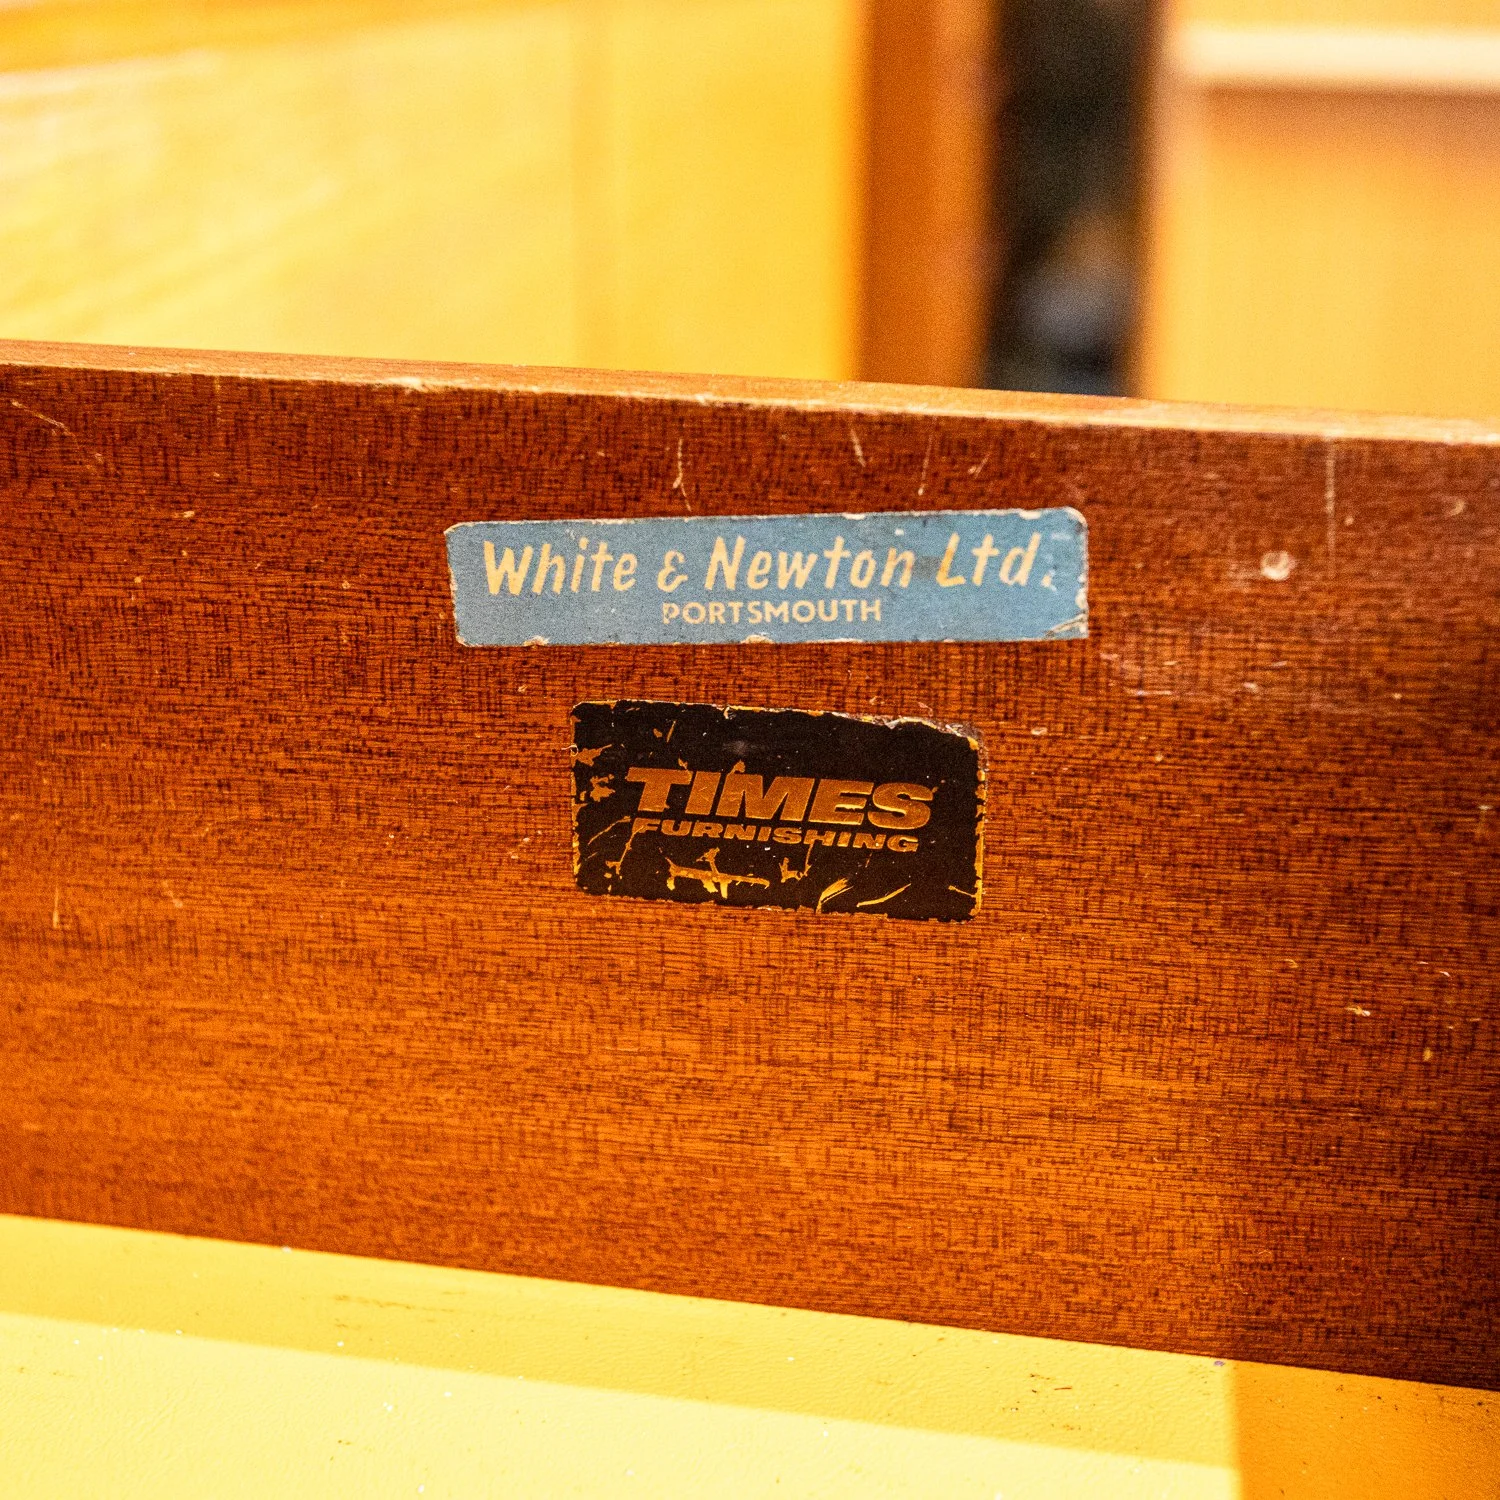 White & Newton Ltd.
PORTSMOUTH
TIMES
FURNISHING